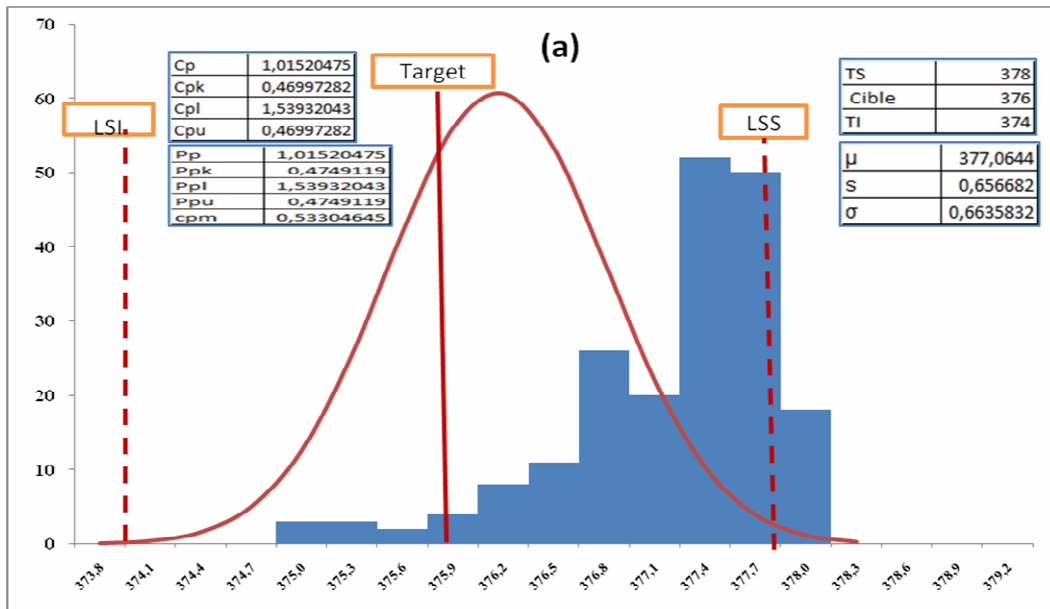 (a)
Cp 1,01520475
Cpk 0,46997282
Cpl 1,53932043
Cpu 0,46997282
Pp 1,01520475
Ppk 0,4749119
Ppl 1,53932043
Ppu 0,4749119
cpm 0,53304645
Target
LSI
LSS
TS 378
Cible 376
TI 374
μ 377,0644
s 0,656682
σ 0,6635832
70
60
50
40
30
20
10
0
373,8 374,1 374,4 374,7 375,0 375,3 375,6 375,9 376,2 376,5 376,8 377,1 377,4 377,7 378,0 378,3 378,6 378,9 379,2